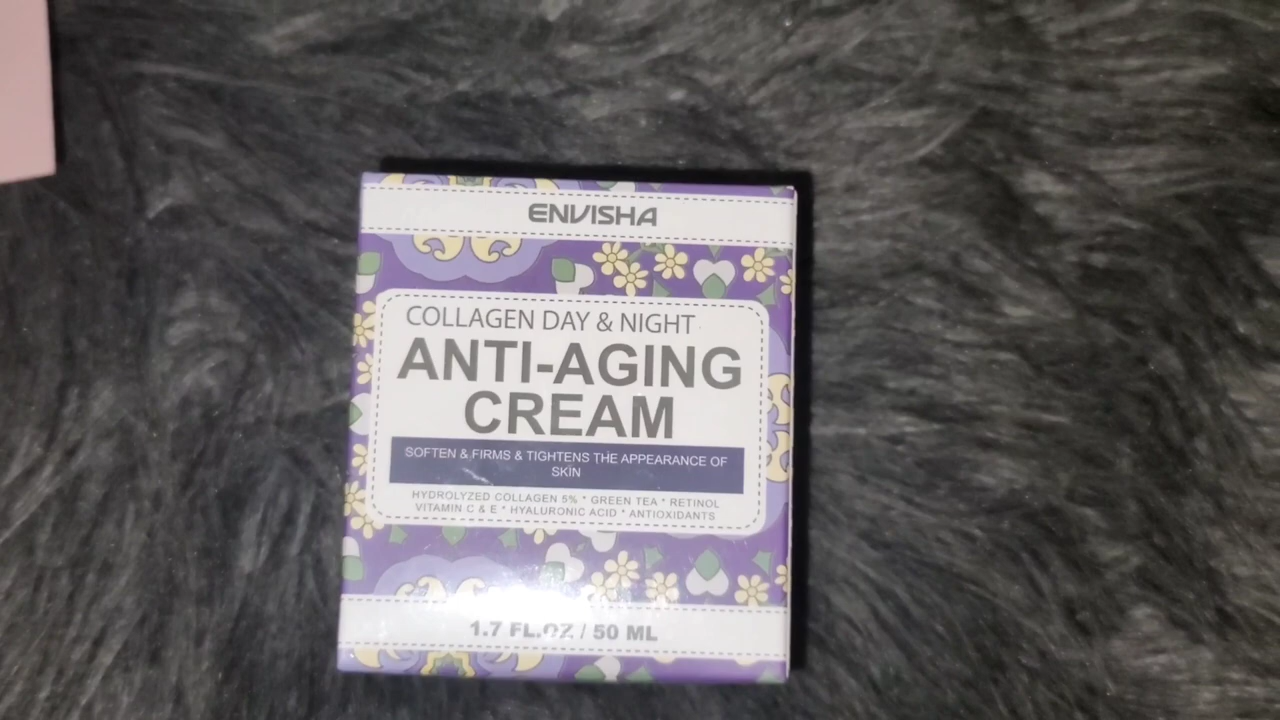 ENVISHA
COLLAGEN DAY & NIGHT
ANTI-AGING
CREAM
SOFTEN & FIRMS & TIGHTENS THE APPEARANCE OF
SKIN
HYDROLYZED COLLAGEN 5% * GREEN TEA * RETINOL
VITAMIN C & E * HYALURONIC ACID * ANTIOXIDANTS
1.7 FL.OZ / 50 ML